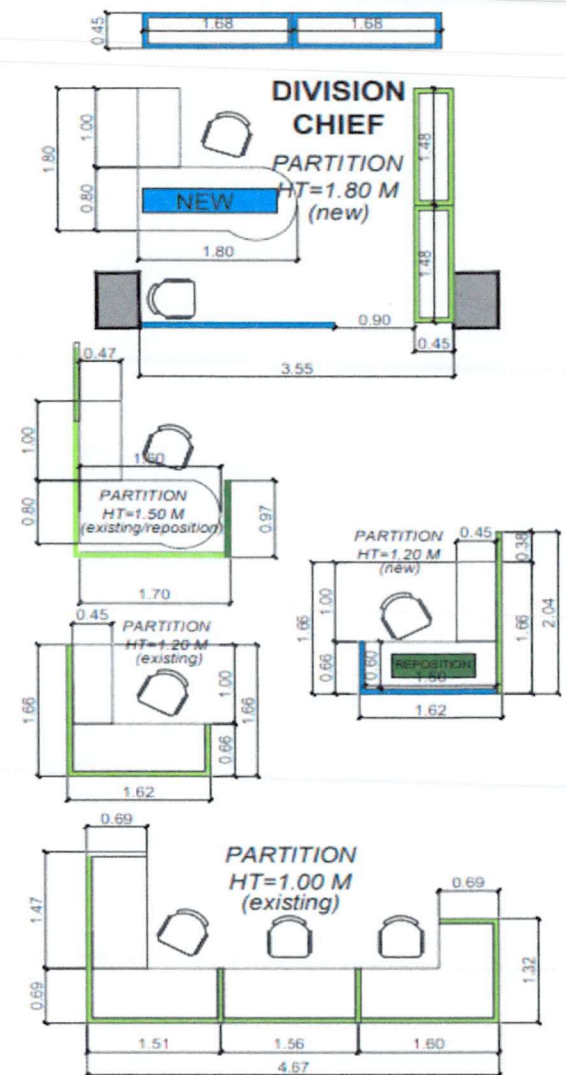 1.68 1.68
0.45
DIVISION
CHIEF
PARTITION
HT=1.80 M
(new)
1.00
1.80
0.80
NEW
1.80
1.48
1.48
0.90
0.45
3.55
0.47
1.00
1.60
0.80
PARTITION
HT=1.50 M
(existing/reposition)
0.97
1.70
PARTITION
HT=1.20 M
(new)
0.45
0.38
1.00
1.66
1.66
2.04
0.66
0.60
REPOSITION
1.60
1.62
0.45
PARTITION
HT=1.20 M
(existing)
1.66
1.00
1.66
0.66
1.62
0.69
PARTITION
HT=1.00 M
(existing)
0.69
1.47
0.69
1.32
1.51 1.56 1.60
4.67